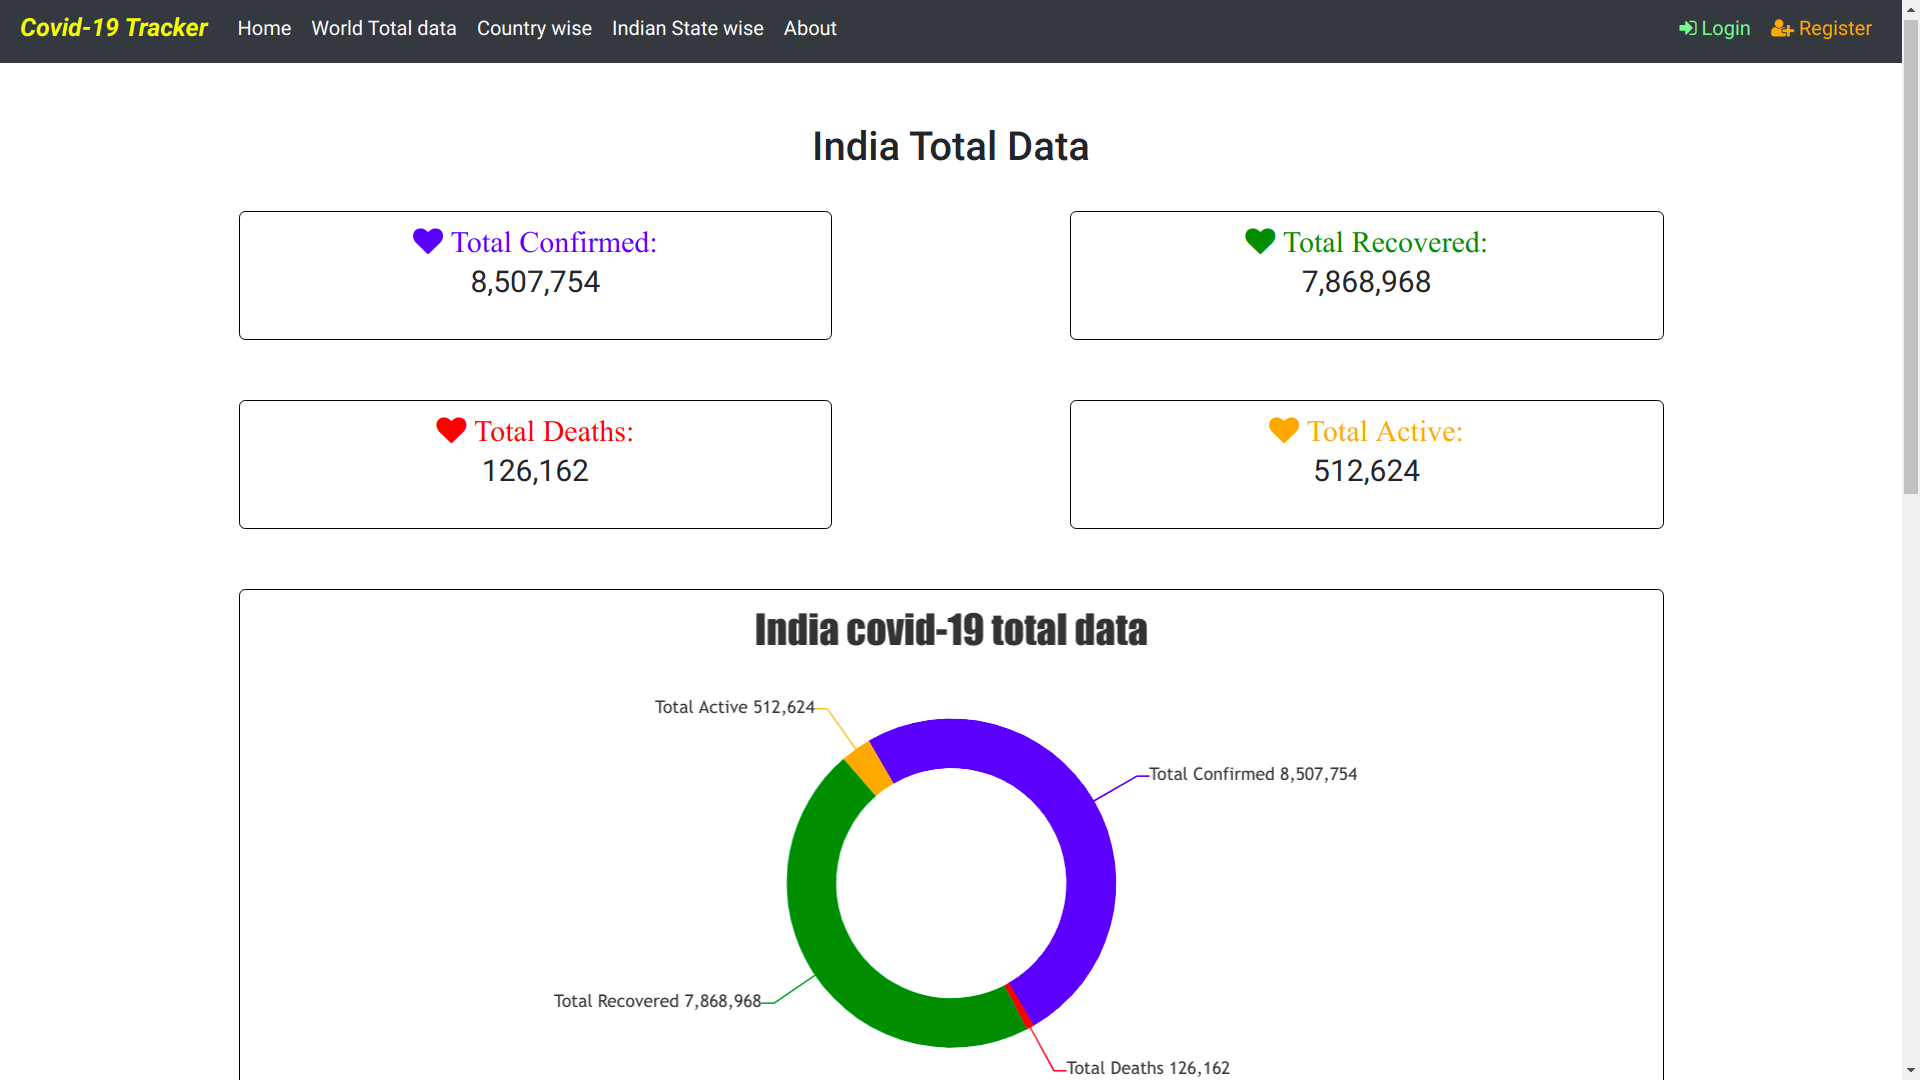 Covid-19 Tracker Home World Total data Country wise Indian State wise About Login Register
India Total Data
Total Confirmed:
8,507,754
Total Recovered:
7,868,968
Total Deaths:
126,162
Total Active:
512,624
India covid-19 total data
Total Active 512,624
Total Confirmed 8,507,754
Total Recovered 7,868,968
Total Deaths 126,162